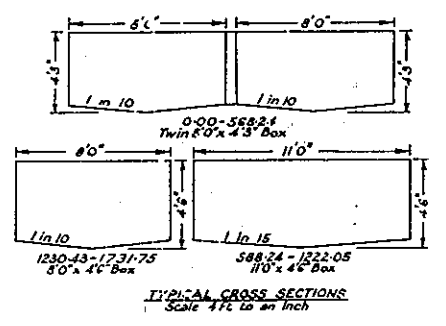 8'0" 8'0"
4'3" 4'3"
1 in 10 1 in 10
0·00-568·24
Twin 8'0" x 4'3" Box
8'0" 11'0"
4'6" 4'6"
1 in 10 1 in 15
1230·43-1731·75 588·24-1222·05
8'0" x 4'6" Box 11'0" x 4'6" Box
TYPICAL CROSS SECTIONS
Scale 4 Ft. to an Inch